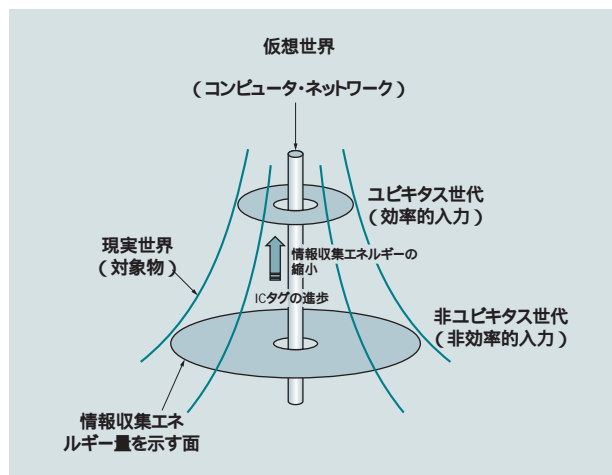 仮想世界
（コンピュータ・ネットワーク）
ユビキタス世代
（効率的入力）
現実世界
（対象物）
情報収集エネルギーの
縮小
ICタグの進歩
非ユビキタス世代
（非効率的入力）
情報収集エネ
ルギー量を示す面